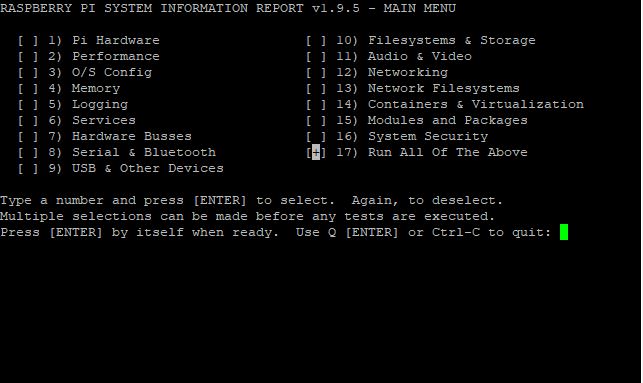 RASPBERRY PI SYSTEM INFORMATION REPORT v1.9.5 - MAIN MENU
[ ] 1) Pi Hardware [ ] 10) Filesystems & Storage
[ ] 2) Performance [ ] 11) Audio & Video
[ ] 3) O/S Config [ ] 12) Networking
[ ] 4) Memory [ ] 13) Network Filesystems
[ ] 5) Logging [ ] 14) Containers & Virtualization
[ ] 6) Services [ ] 15) Modules and Packages
[ ] 7) Hardware Busses [ ] 16) System Security
[ ] 8) Serial & Bluetooth [+] 17) Run All Of The Above
[ ] 9) USB & Other Devices
Type a number and press [ENTER] to select.  Again, to deselect.
Multiple selections can be made before any tests are executed.
Press [ENTER] by itself when ready.  Use Q [ENTER] or Ctrl-C to quit: